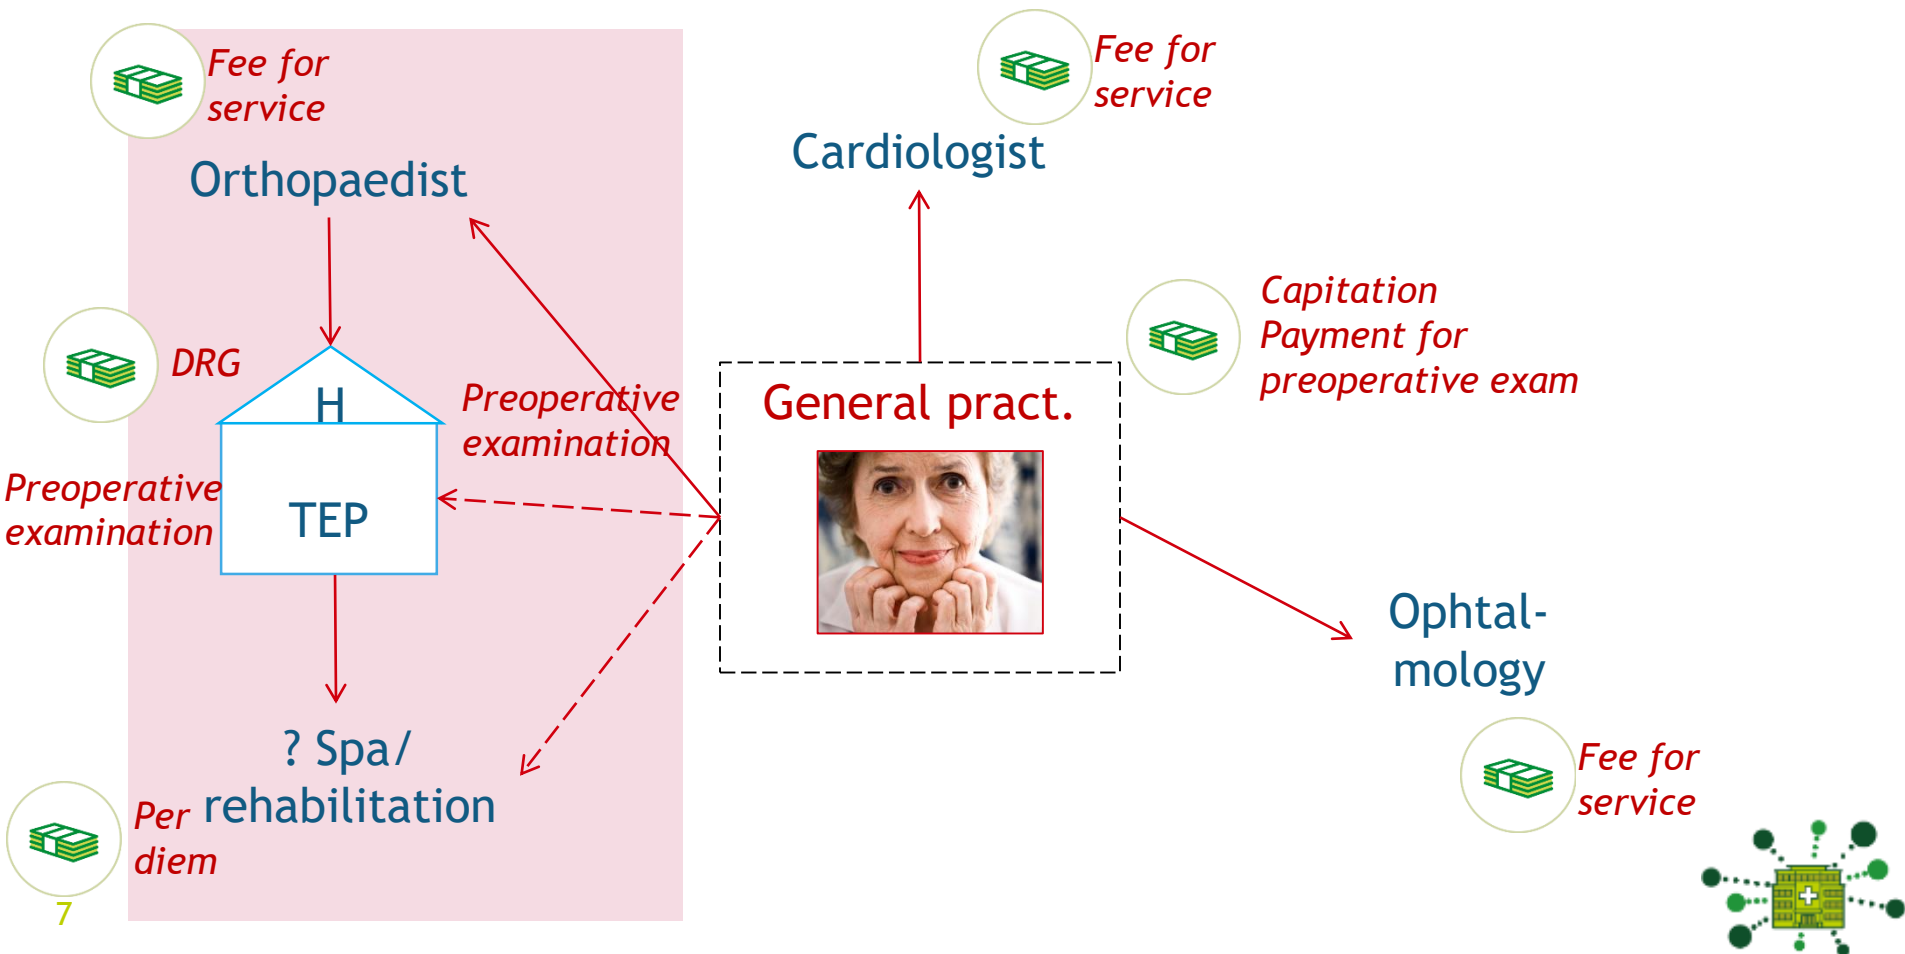 Fee for
service
Orthopaedist
DRG
H
Preoperative
examination
Preoperative
examination
TEP
? Spa/
rehabilitation
Per
diem
7
Fee for
service
Cardiologist
General pract.
Capitation
Payment for
preoperative exam
Ophtal-
mology
Fee for
service